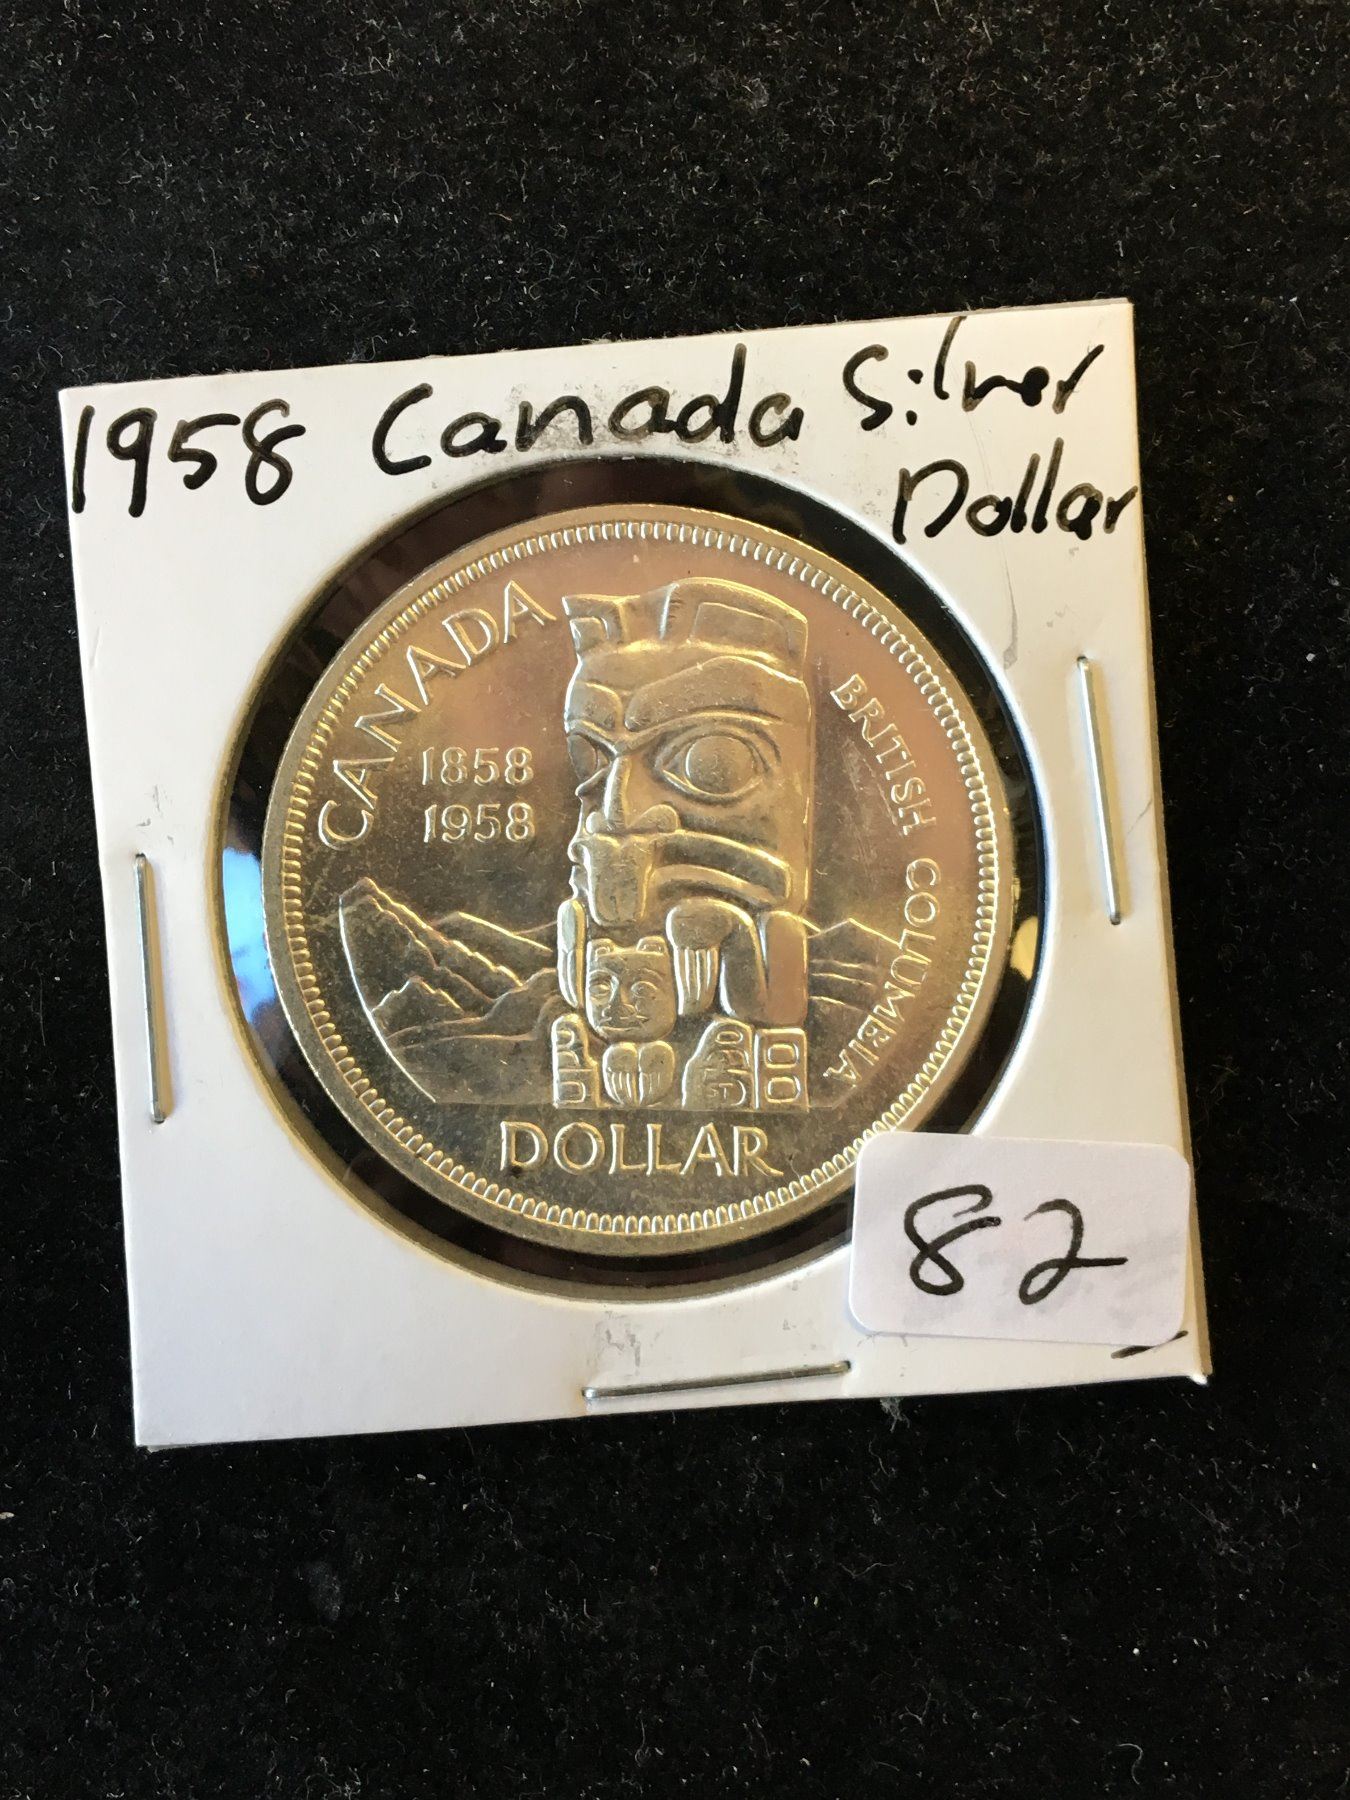 1958 Canada Silver
Dollar
CANADA
1858
1958
BRITISH COLUMBIA
DOLLAR
82